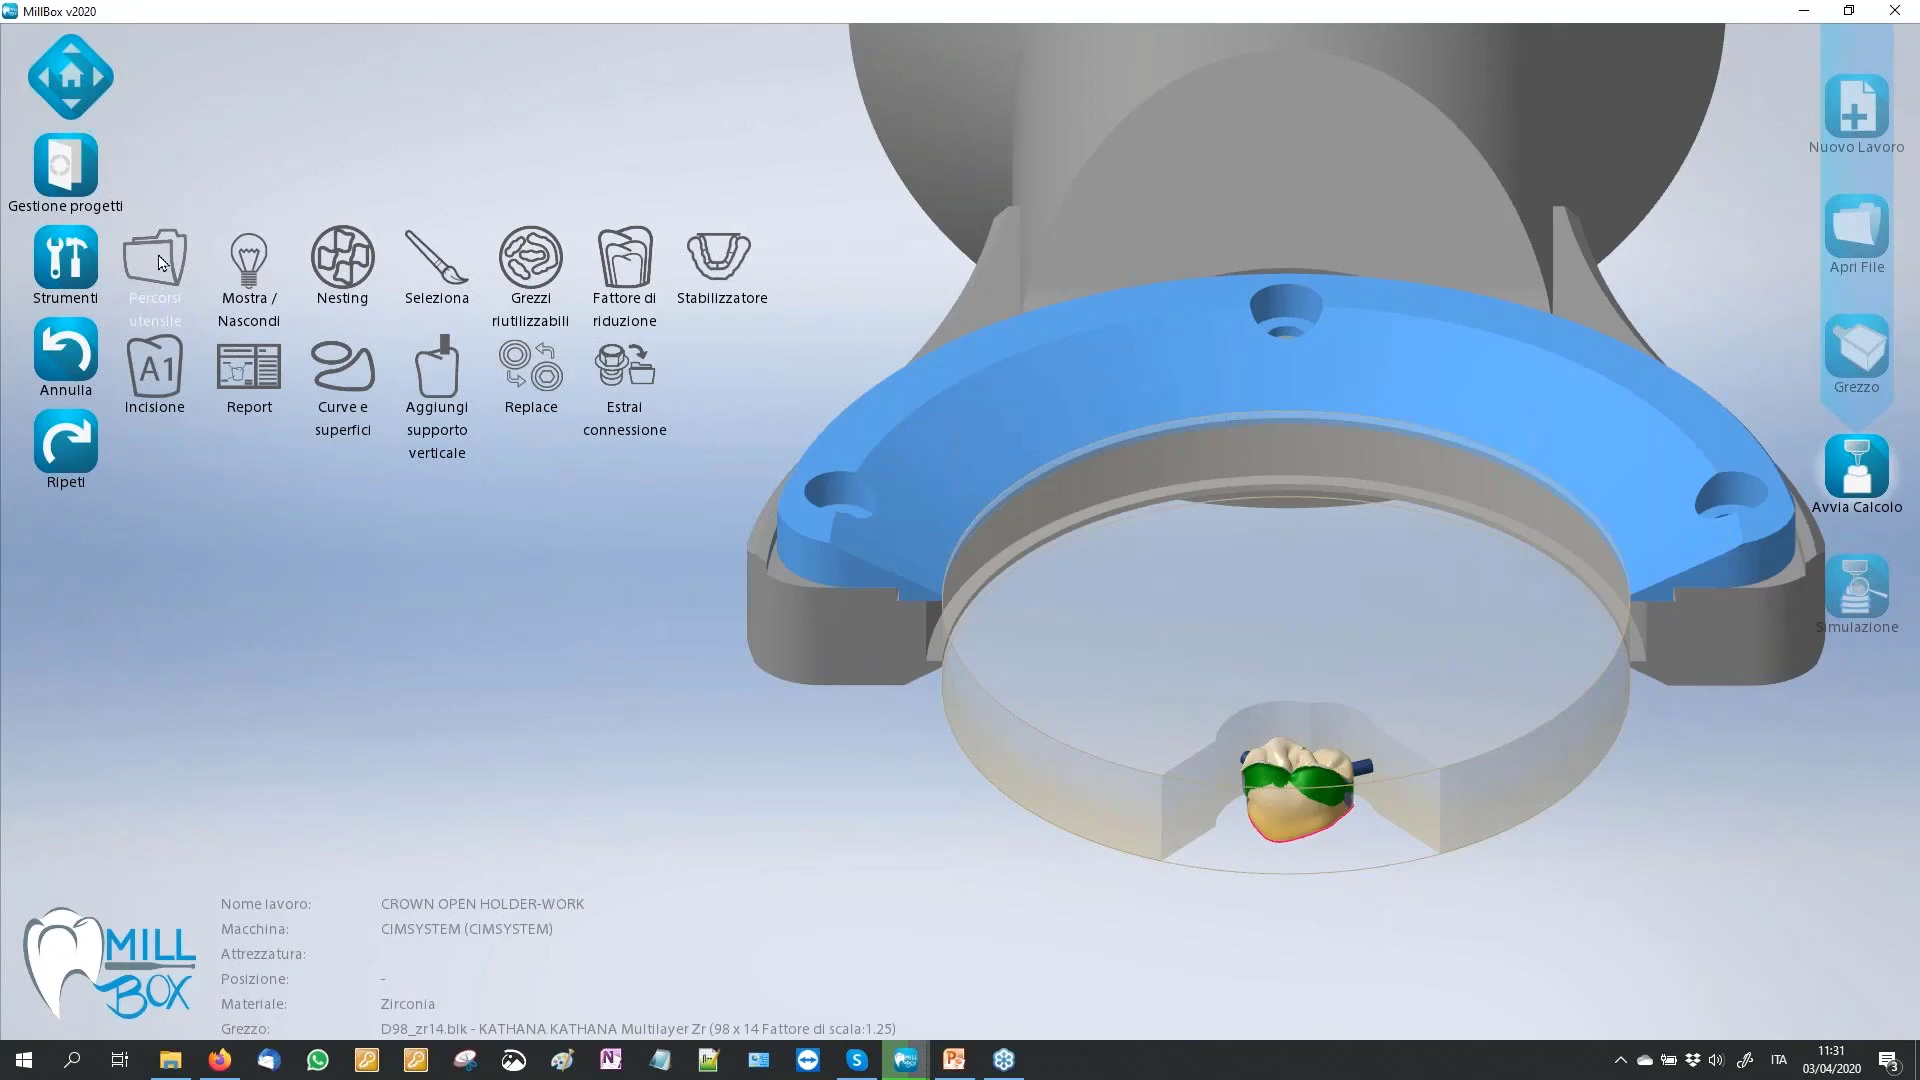 MillBox v2020
Gestione progetti
Strumenti
Annulla
Ripeti
Percorsi
utensile
Mostra /
Nascondi
Nesting
Seleziona
Grezzi
riutilizzabili
Fattore di
riduzione
Stabilizzatore
A1
Incisione
Report
Curve e
superfici
Aggiungi
supporto
verticale
Replace
Estrai
connessione
Nuovo Lavoro
Apri File
Grezzo
Avvia Calcolo
Simulazione
MILL
BOX
Nome lavoro: CROWN OPEN HOLDER-WORK
Macchina: CIMSYSTEM (CIMSYSTEM)
Attrezzatura:
Posizione: -
Materiale: Zirconia
Grezzo: D98_zr14.blk - KATHANA KATHANA Multilayer Zr (98 x 14 Fattore di scala:1.25)
ITA
11:31
03/04/2020
3